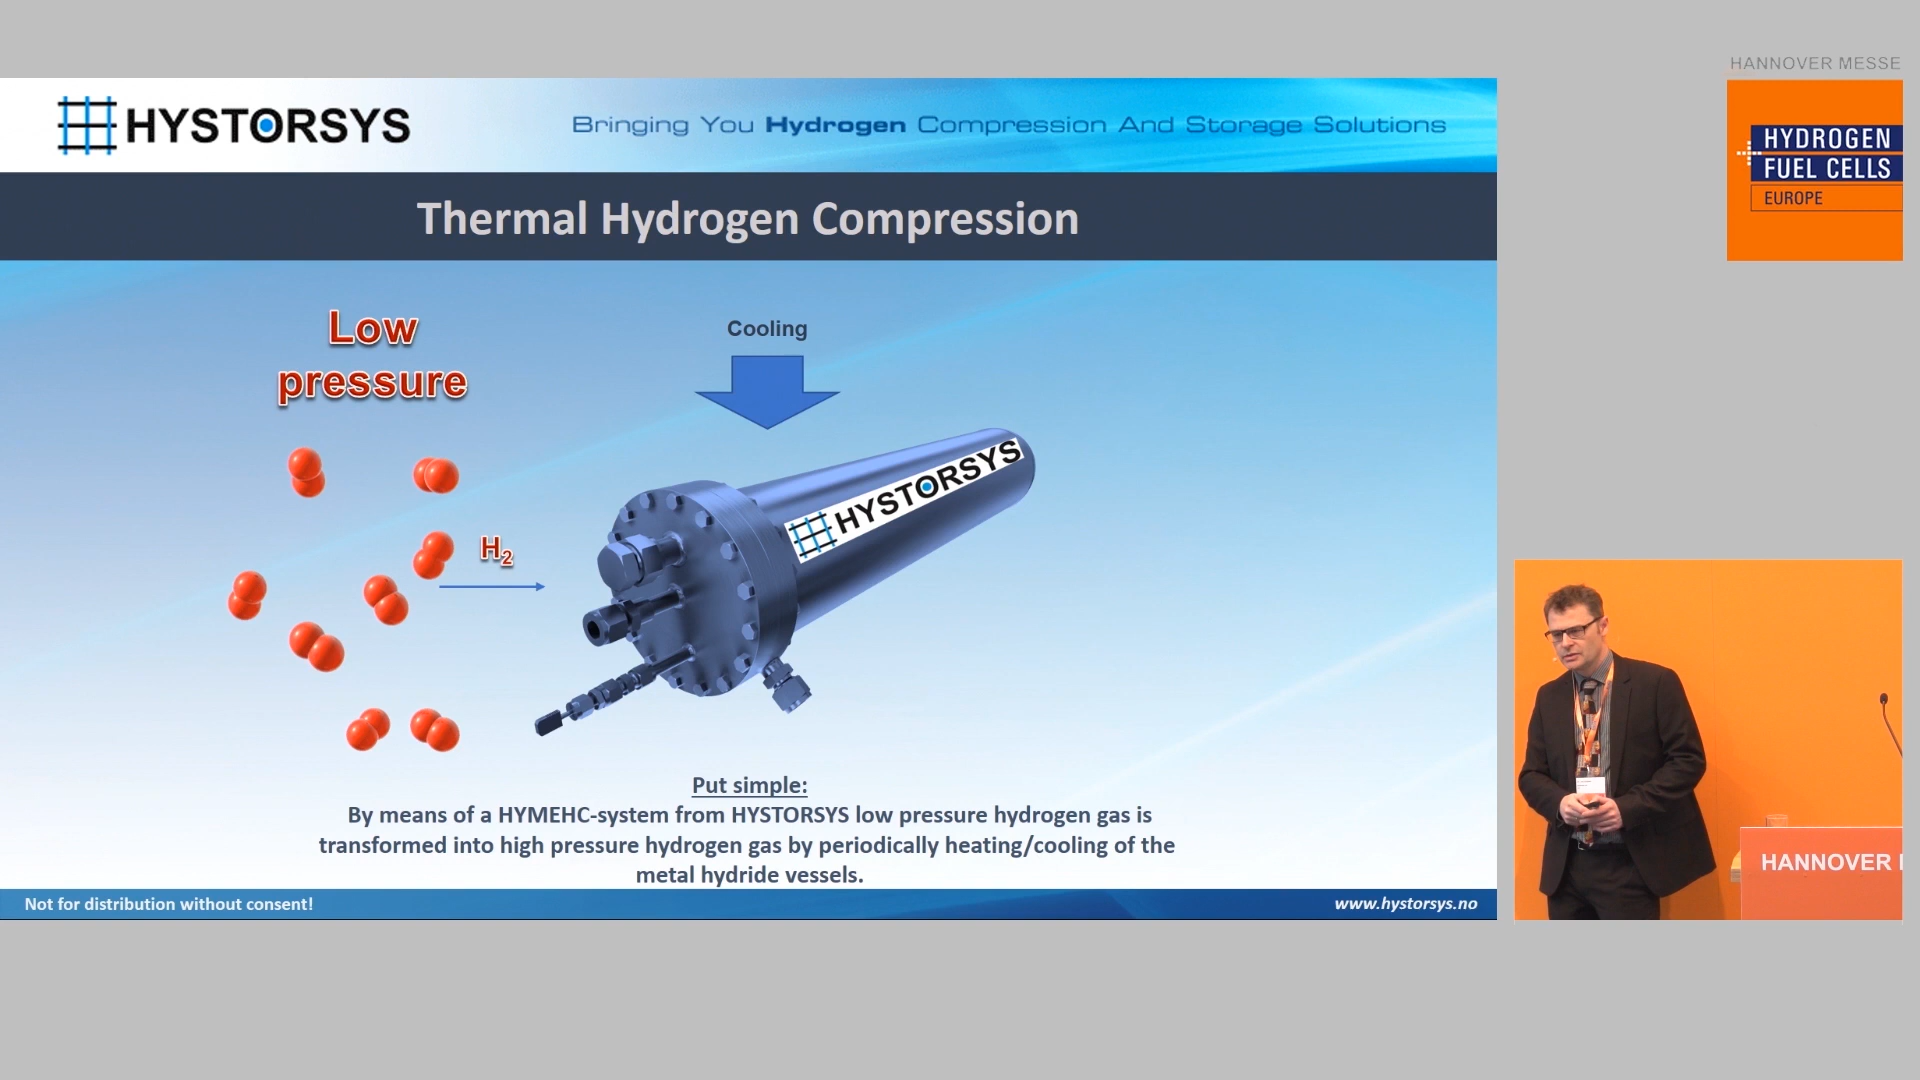 HANNOVER MESSE
HYDROGEN
FUEL CELLS
EUROPE
HYSTORSYS
Bringing You Hydrogen Compression And Storage Solutions
Thermal Hydrogen Compression
Low
pressure
Cooling
H₂
HYSTORSYS
Put simple:
By means of a HYMEHC-system from HYSTORSYS low pressure hydrogen gas is
transformed into high pressure hydrogen gas by periodically heating/cooling of the
metal hydride vessels.
Not for distribution without consent!
www.hystorsys.no
HANNOVER